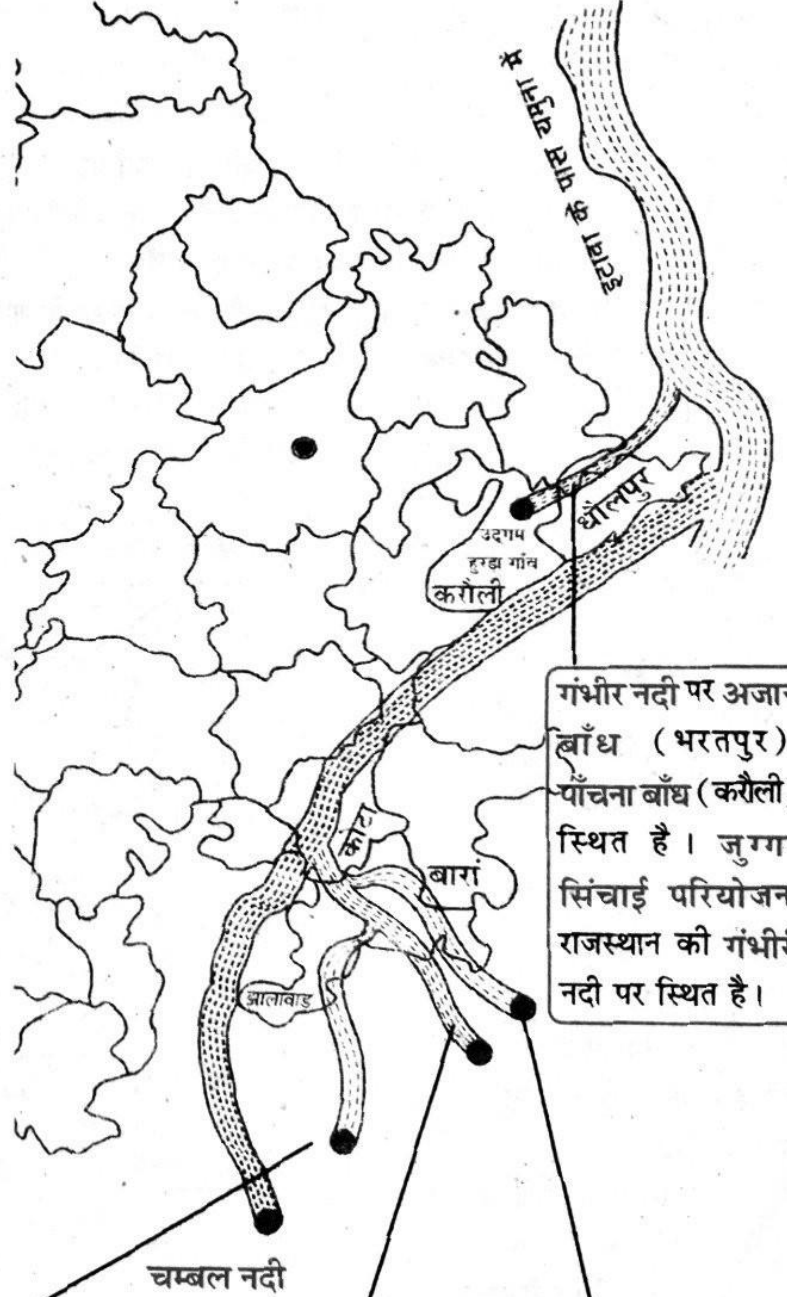 इटावा के पास यमुना में
धौलपुर
उद्गम
हुरडा गाँव
करौली
गंभीर नदी पर अजान
बाँध (भरतपुर)
पाँचना बाँध (करौली
स्थित है। जुग्ग
सिंचाई परियोजन
राजस्थान की गंभीरी
नदी पर स्थित है।
कोटा
बारां
झालावाड़
चम्बल नदी